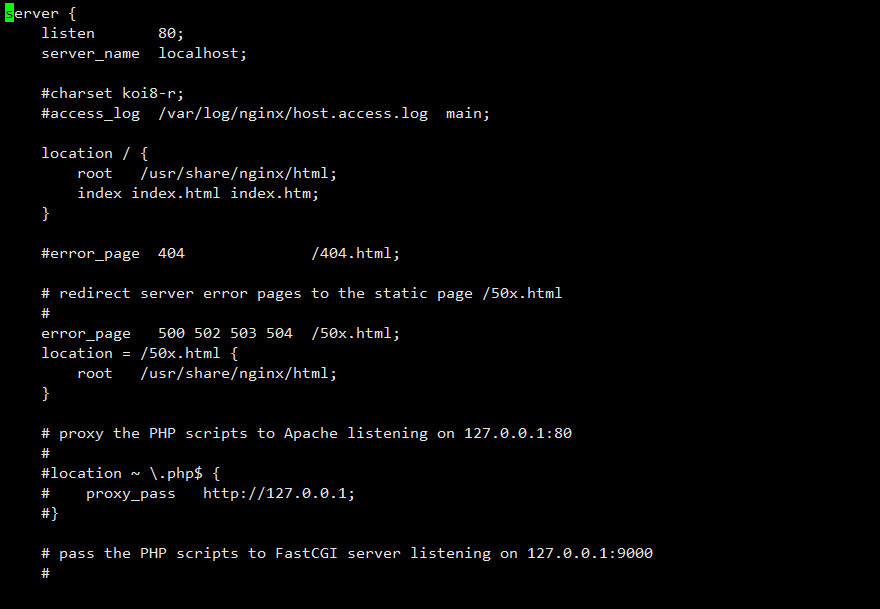 server {
    listen       80;
    server_name  localhost;

    #charset koi8-r;
    #access_log  /var/log/nginx/host.access.log  main;

    location / {
        root   /usr/share/nginx/html;
        index index.html index.htm;
    }

    #error_page  404              /404.html;

    # redirect server error pages to the static page /50x.html
    #
    error_page   500 502 503 504  /50x.html;
    location = /50x.html {
        root   /usr/share/nginx/html;
    }

    # proxy the PHP scripts to Apache listening on 127.0.0.1:80
    #
    #location ~ \.php$ {
    #    proxy_pass   http://127.0.0.1;
    #}

    # pass the PHP scripts to FastCGI server listening on 127.0.0.1:9000
    #